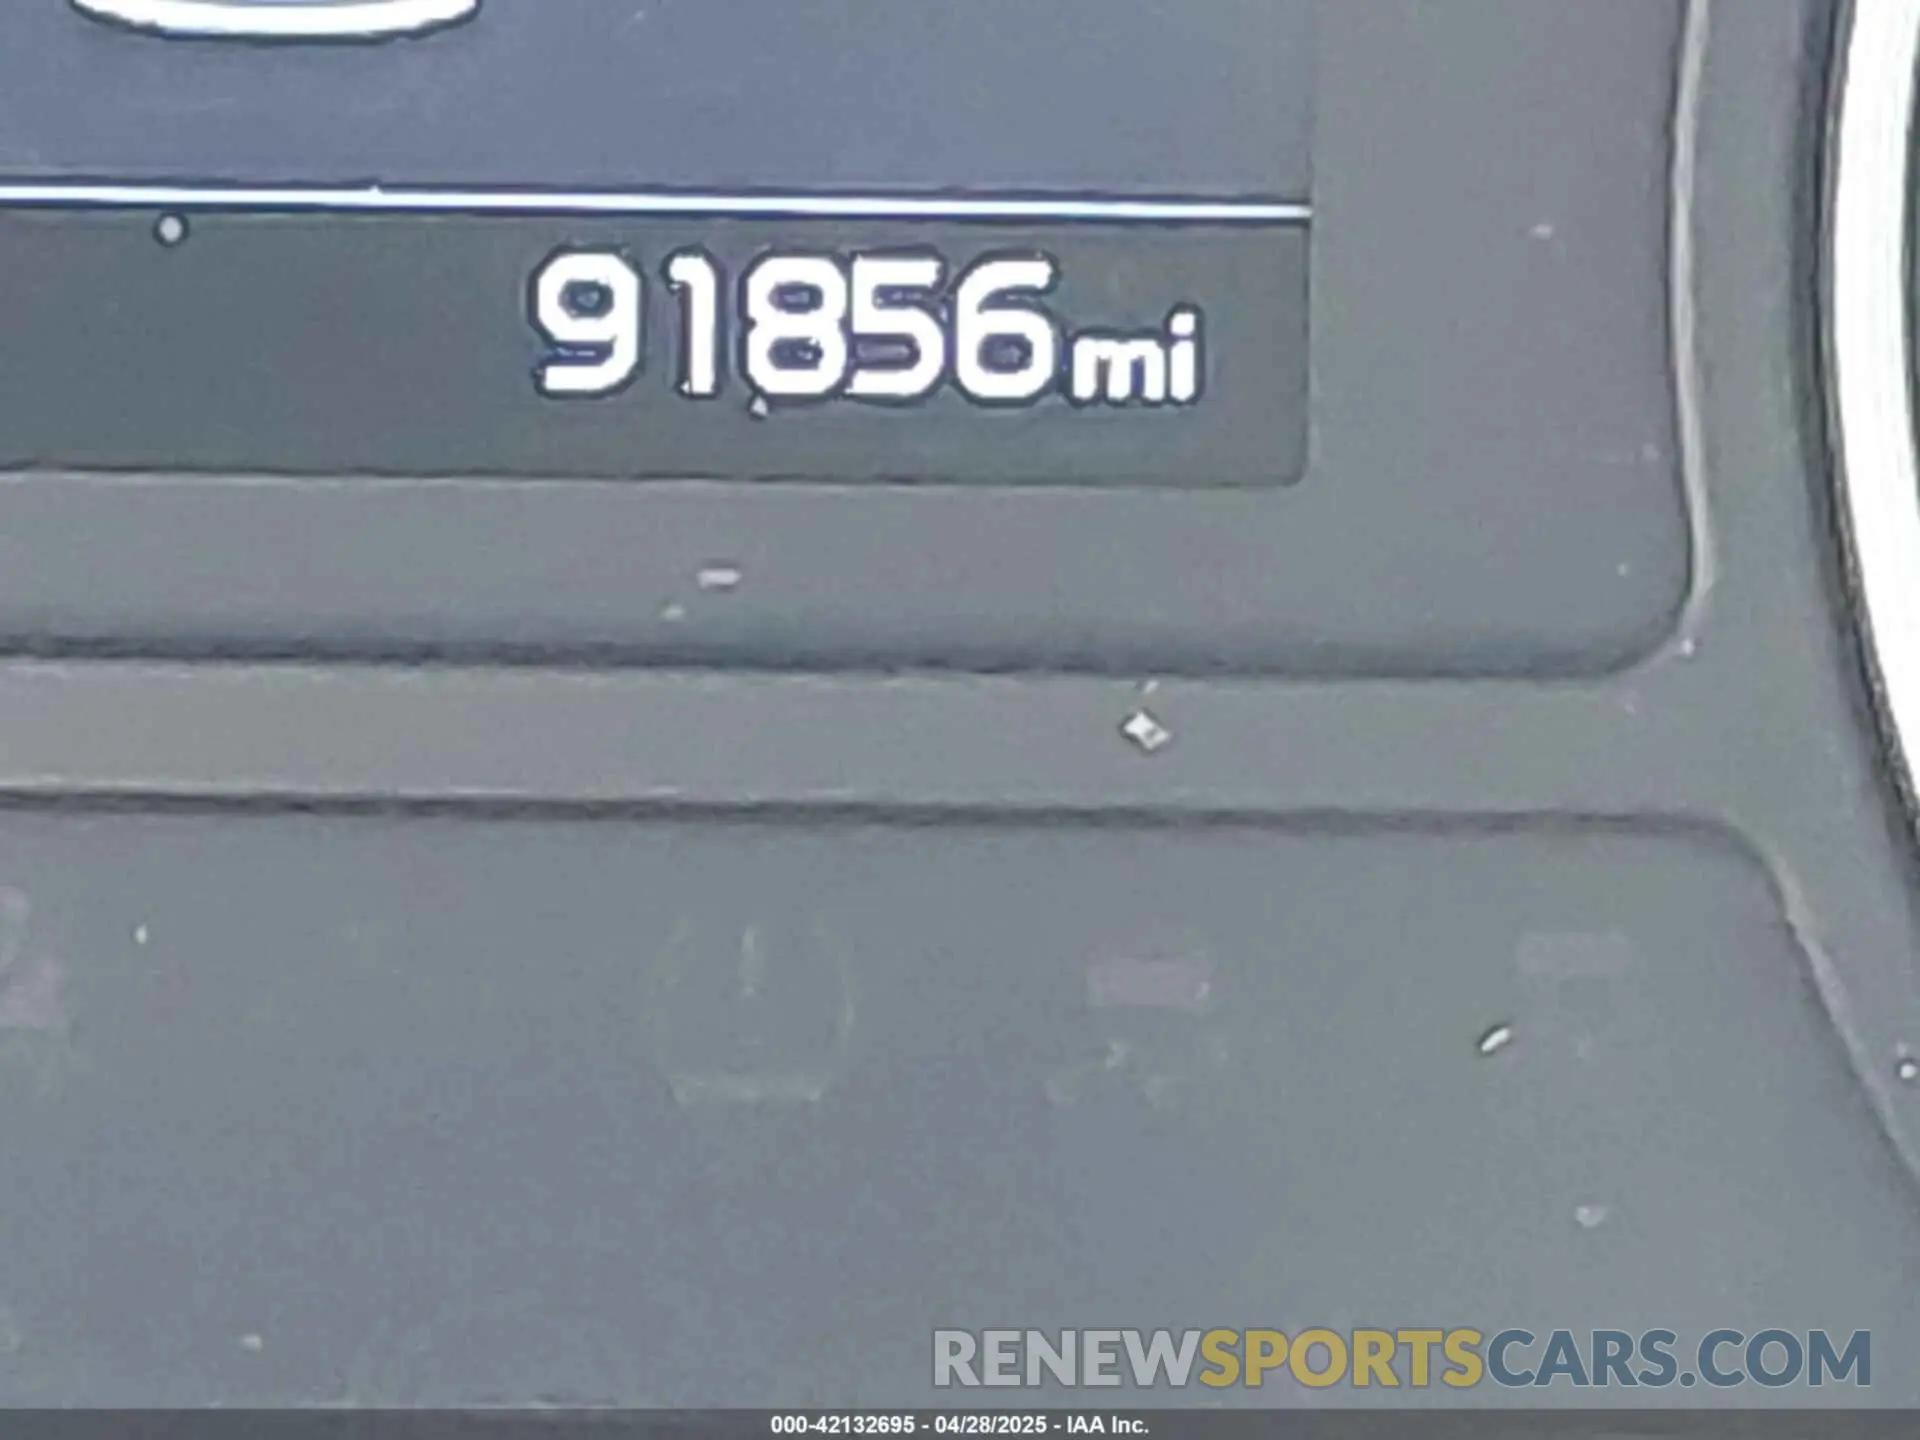 91856mi
RENEWSPORTSCARS.COM
000-42132695 - 04/28/2025 - IAA Inc.